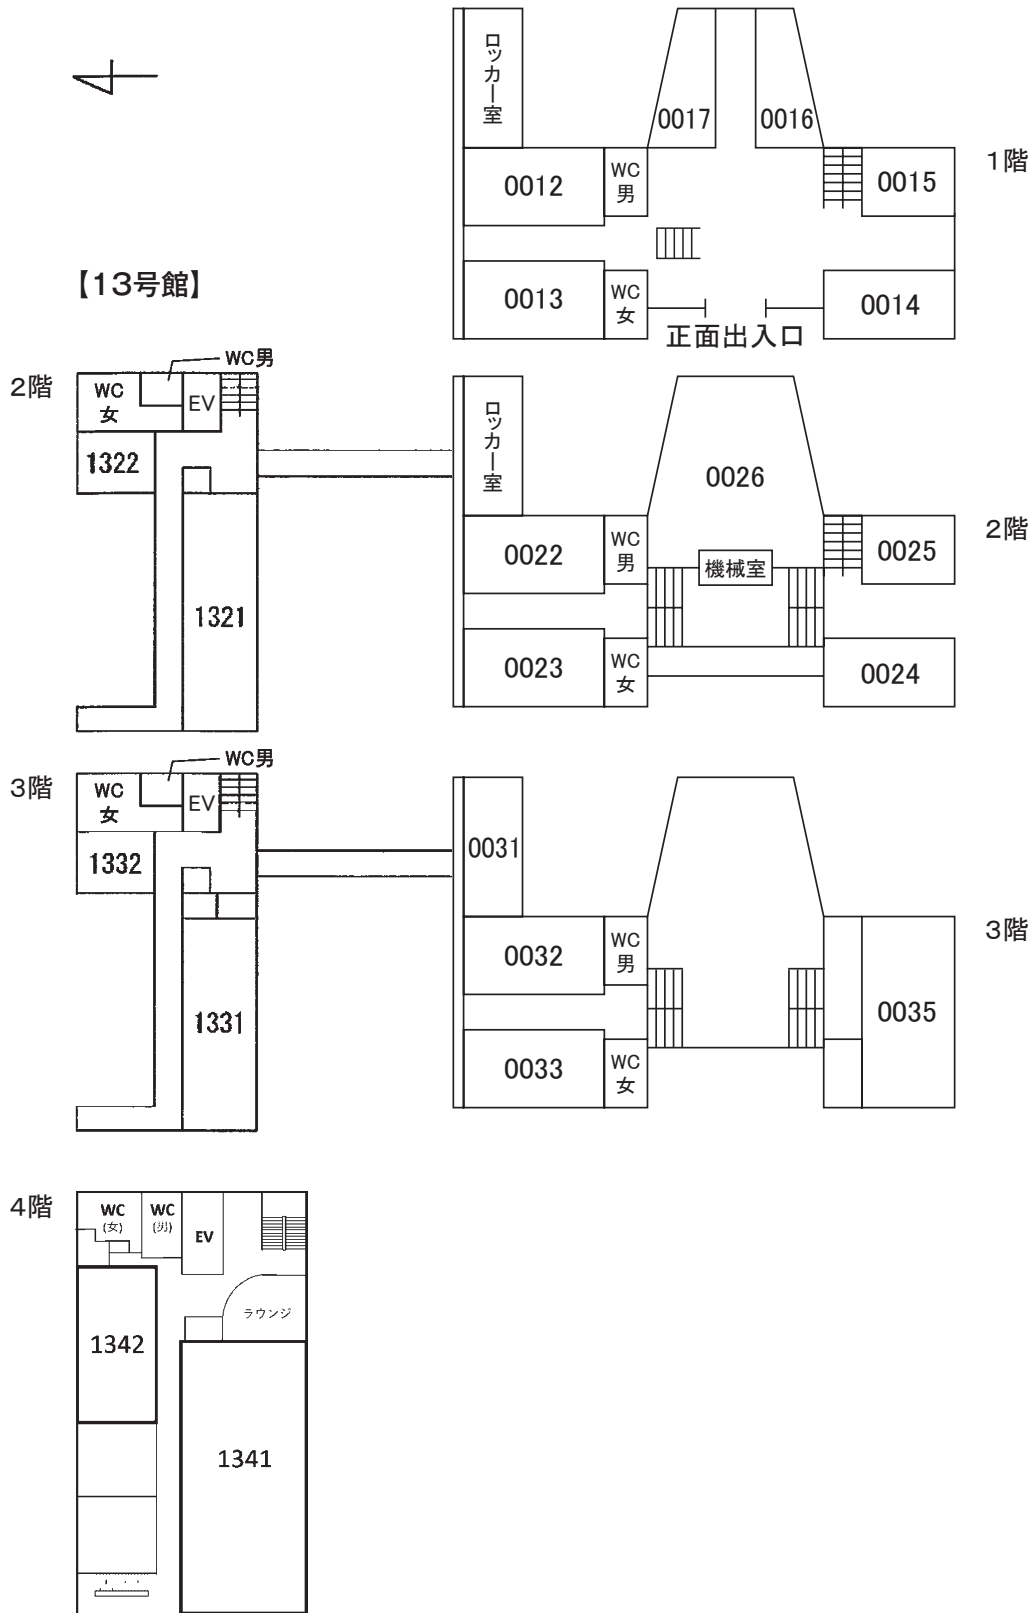 ロッカー室
0017
0016
1階
0012
WC
男
0015
【13号館】
0013
WC
女
0014
正面出入口
2階
WC男
WC
女
EV
1322
1321
ロッカー室
0026
2階
0022
WC
男
機械室
0025
0023
WC
女
0024
3階
WC男
WC
女
EV
1332
1331
0031
3階
0032
WC
男
0035
0033
WC
女
4階
WC
(女)
WC
(男)
EV
ラウンジ
1342
1341